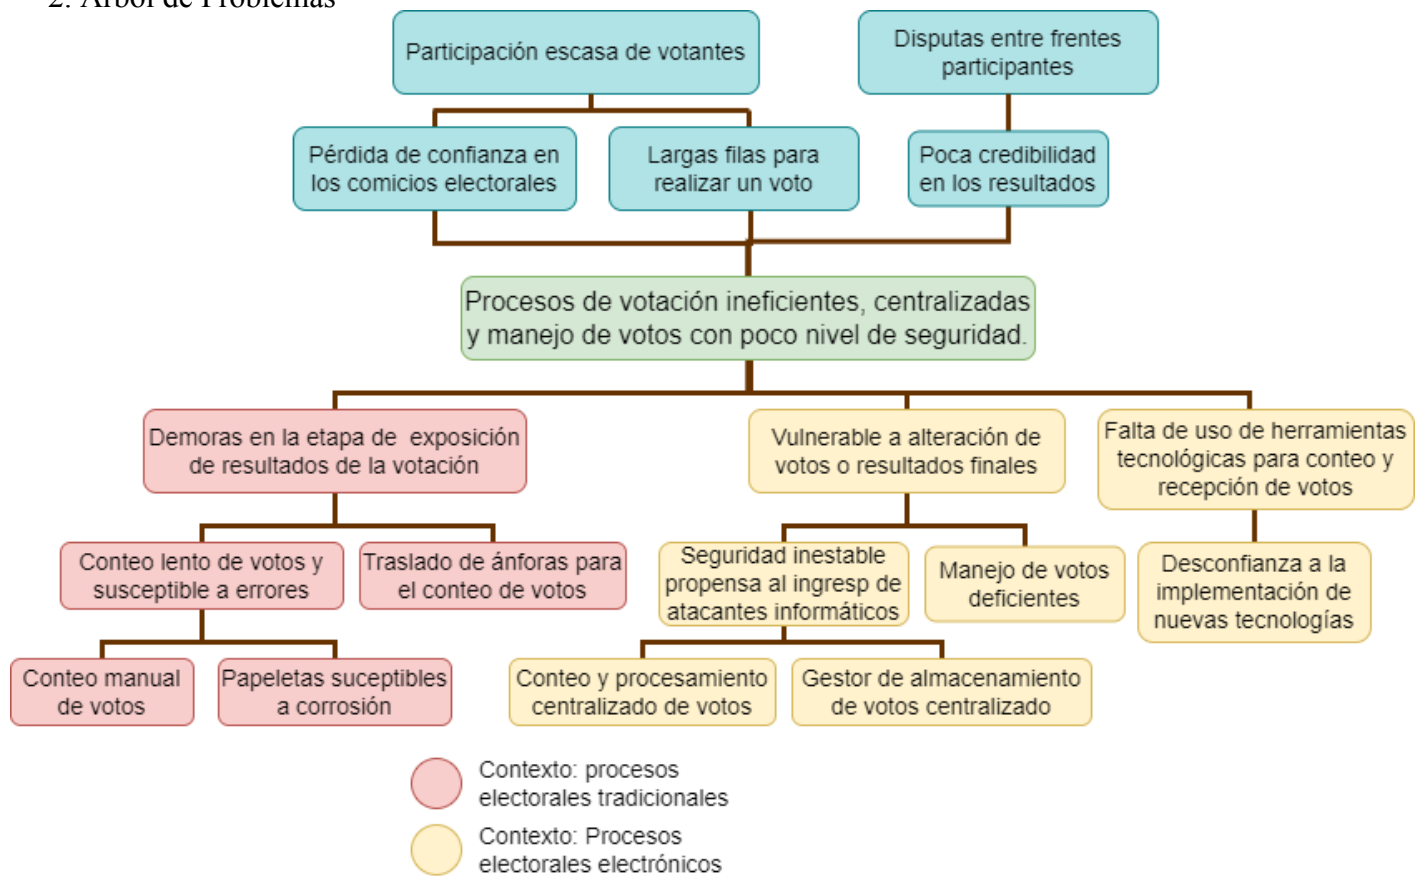 2. Árbol de Problemas
Participación escasa de votantes
Disputas entre frentes
participantes
Pérdida de confianza en
los comicios electorales
Largas filas para
realizar un voto
Poca credibilidad
en los resultados
Procesos de votación ineficientes, centralizadas
y manejo de votos con poco nivel de seguridad.
Demoras en la etapa de exposición
de resultados de la votación
Vulnerable a alteración de
votos o resultados finales
Falta de uso de herramientas
tecnológicas para conteo y
recepción de votos
Conteo lento de votos y
susceptible a errores
Traslado de ánforas para
el conteo de votos
Seguridad inestable
propensa al ingresp de
atacantes informáticos
Manejo de votos
deficientes
Desconfianza a la
implementación de
nuevas tecnologías
Conteo manual
de votos
Papeletas suceptibles
a corrosión
Conteo y procesamiento
centralizado de votos
Gestor de almacenamiento
de votos centralizado
Contexto: procesos
electorales tradicionales
Contexto: Procesos
electorales electrónicos